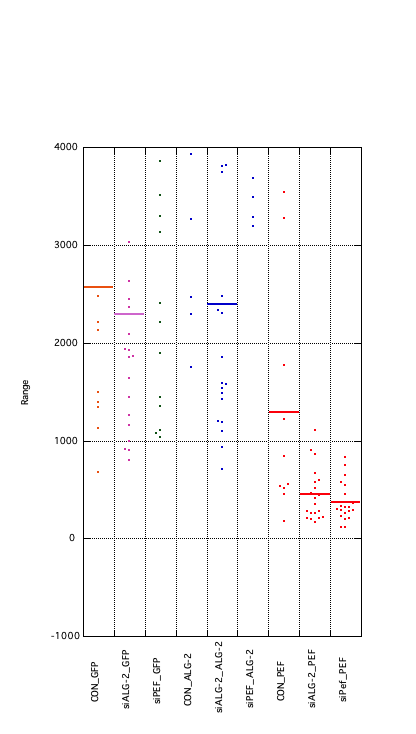 4000
3000
2000
1000
0
-1000
Range
CON_GFP
siALG-2_GFP
siPEF_GFP
CON_ALG-2
siALG-2_ALG-2
siPEF_ALG-2
CON_PEF
siALG-2_PEF
siPef_PEF